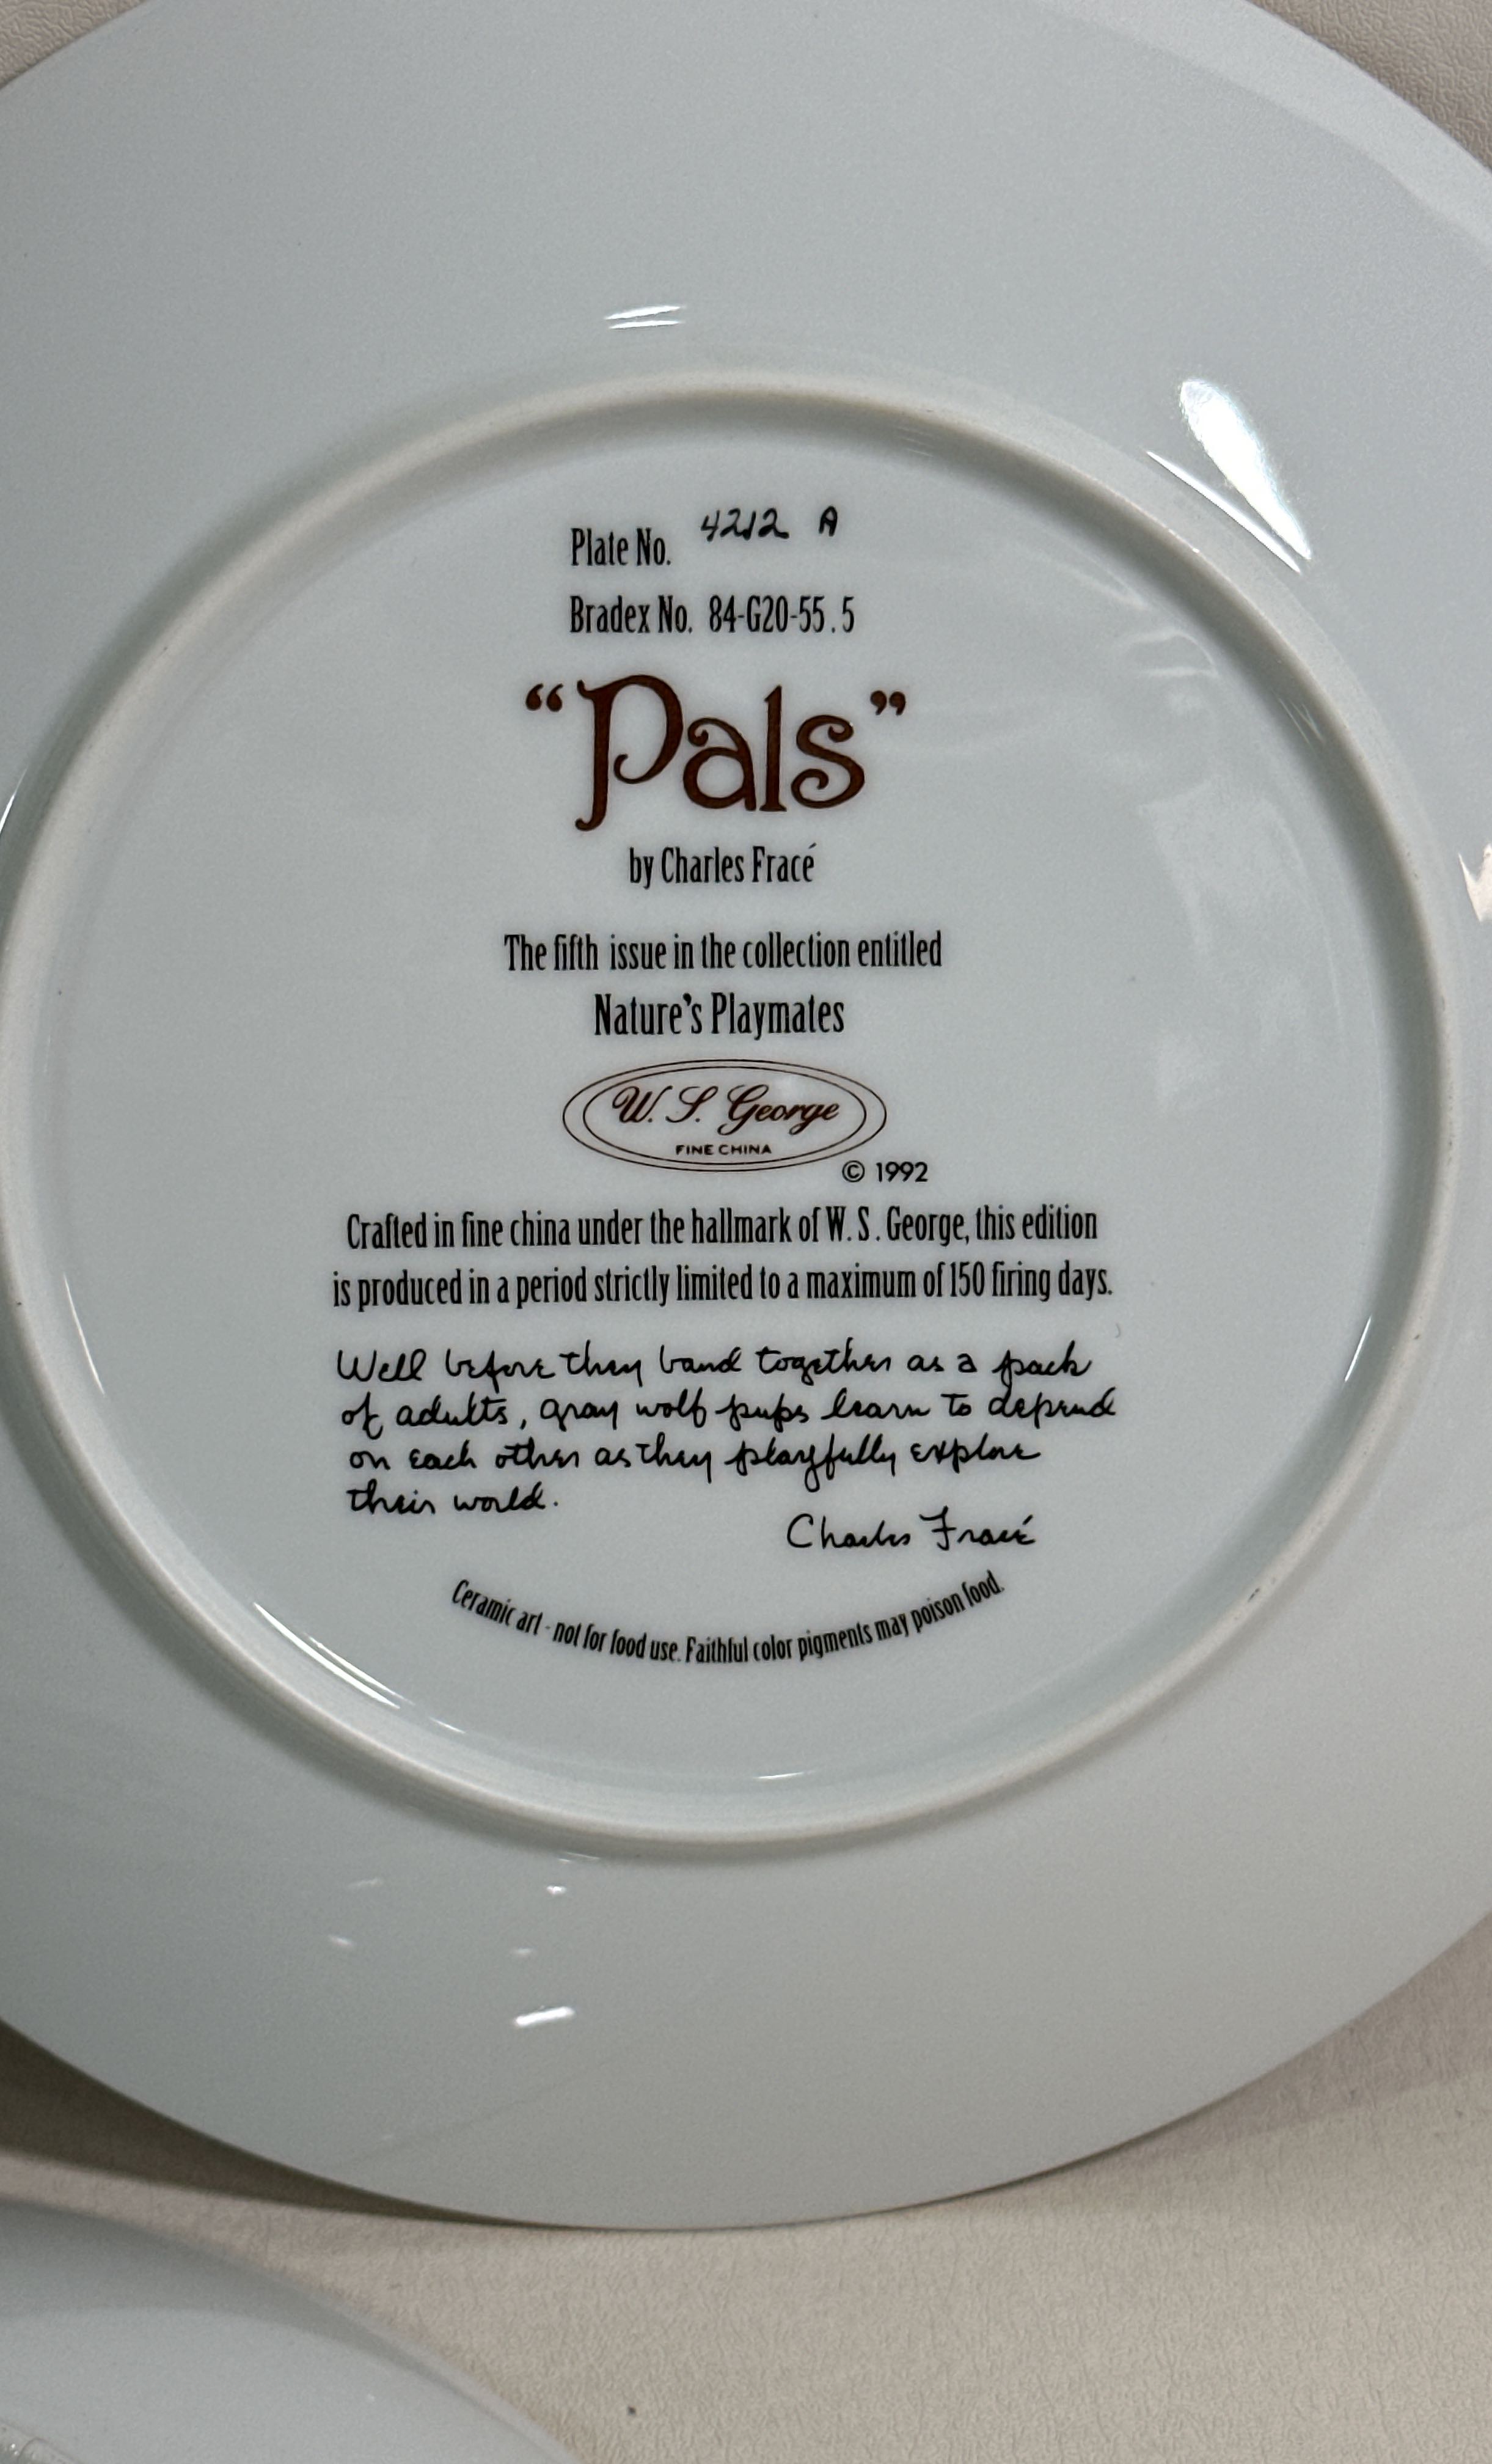 Plate No. 4212 A
Bradex No. 84-G20-55.5
“Pals”
by Charles Fracé
The fifth issue in the collection entitled
Nature's Playmates
W. S. George
FINE CHINA
© 1992
Crafted in fine china under the hallmark of W. S. George, this edition
is produced in a period strictly limited to a maximum of 150 firing days.
Well before they band together as a pack
of adults, gray wolf pups learn to depend
on each other as they playfully explore
their world.
Charles Fracé
Ceramic art - not for food use. Faithful color pigments may poison food.